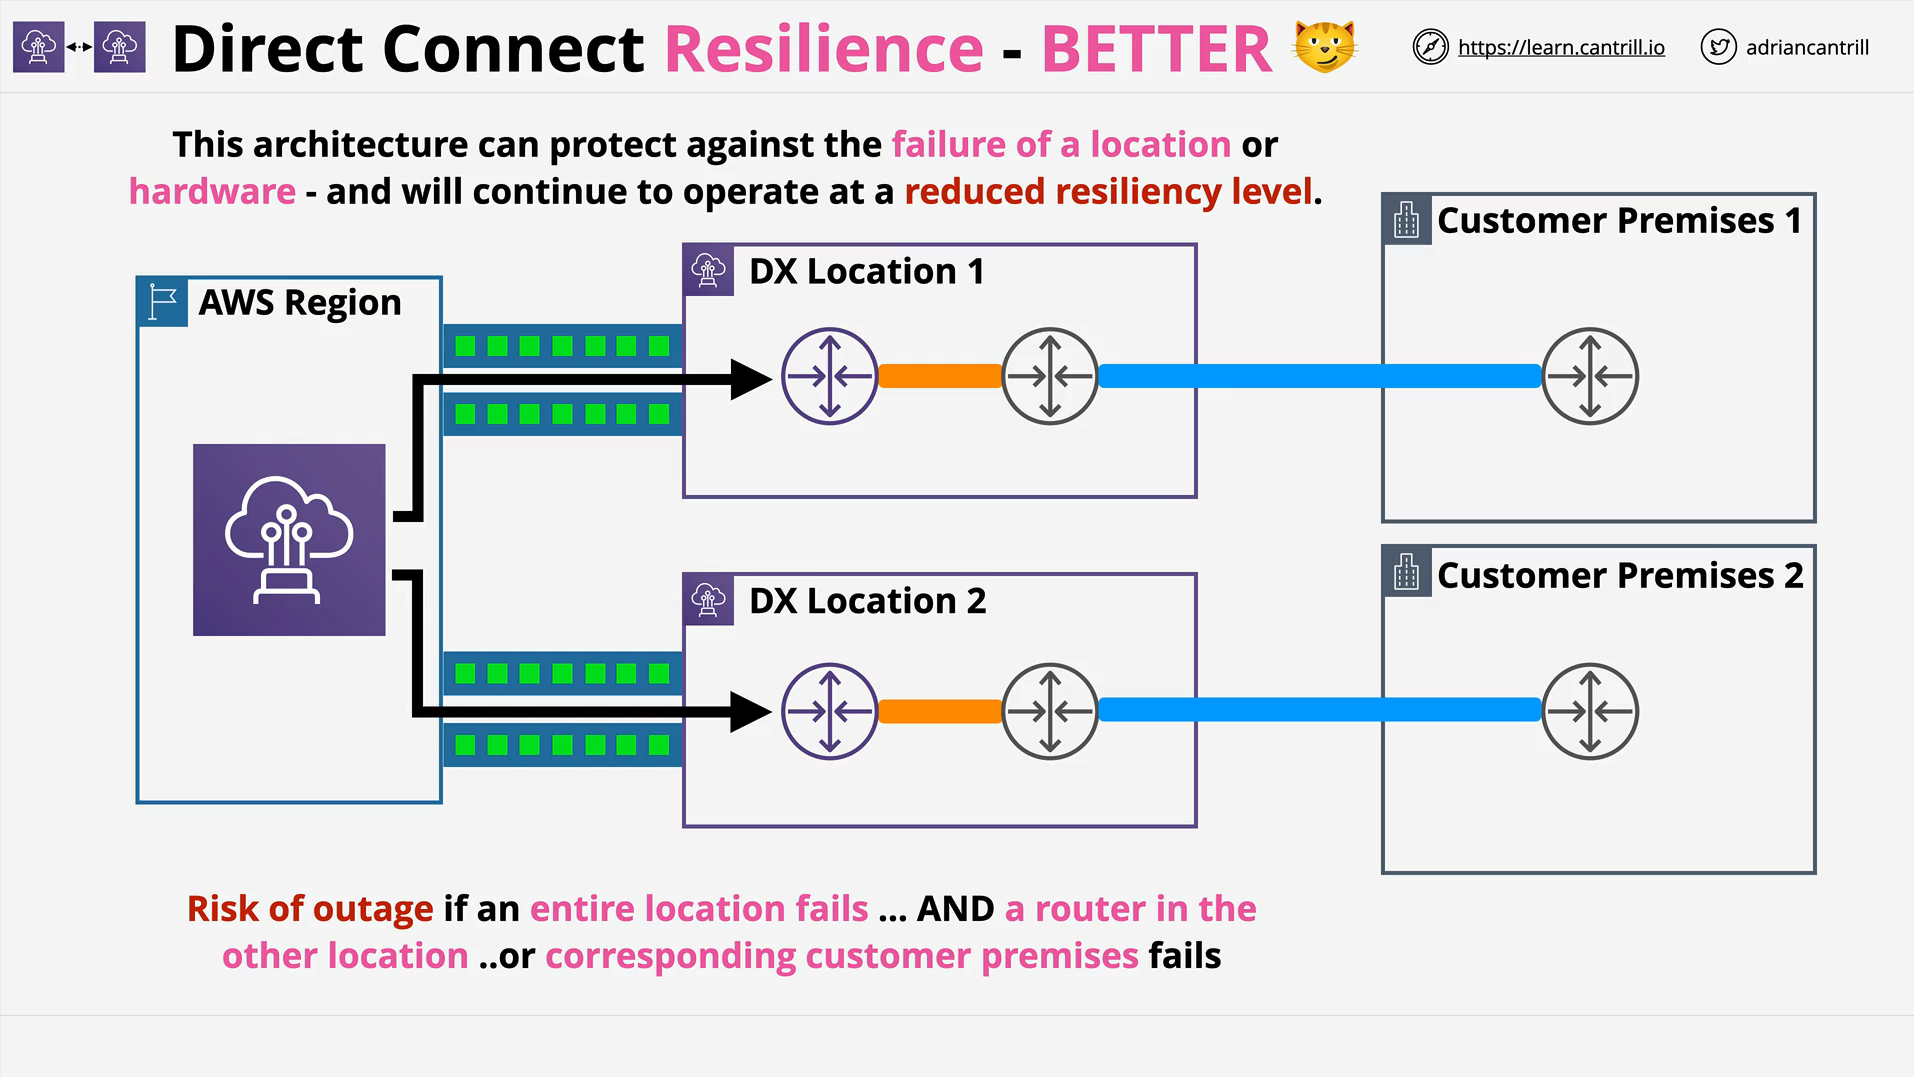 Direct Connect Resilience - BETTER
https://learn.cantrill.io
adriancantrill
This architecture can protect against the failure of a location or
hardware - and will continue to operate at a reduced resiliency level.
AWS Region
DX Location 1
Customer Premises 1
DX Location 2
Customer Premises 2
Risk of outage if an entire location fails ... AND a router in the
other location ..or corresponding customer premises fails